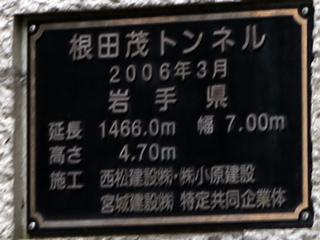 根田茂トンネル
2006年3月
岩手県
延長 1466.0m 幅 7.00m
高さ 4.70m
施工 西松建設㈱・㈱小原建設
宮城建設㈱ 特定共同企業体